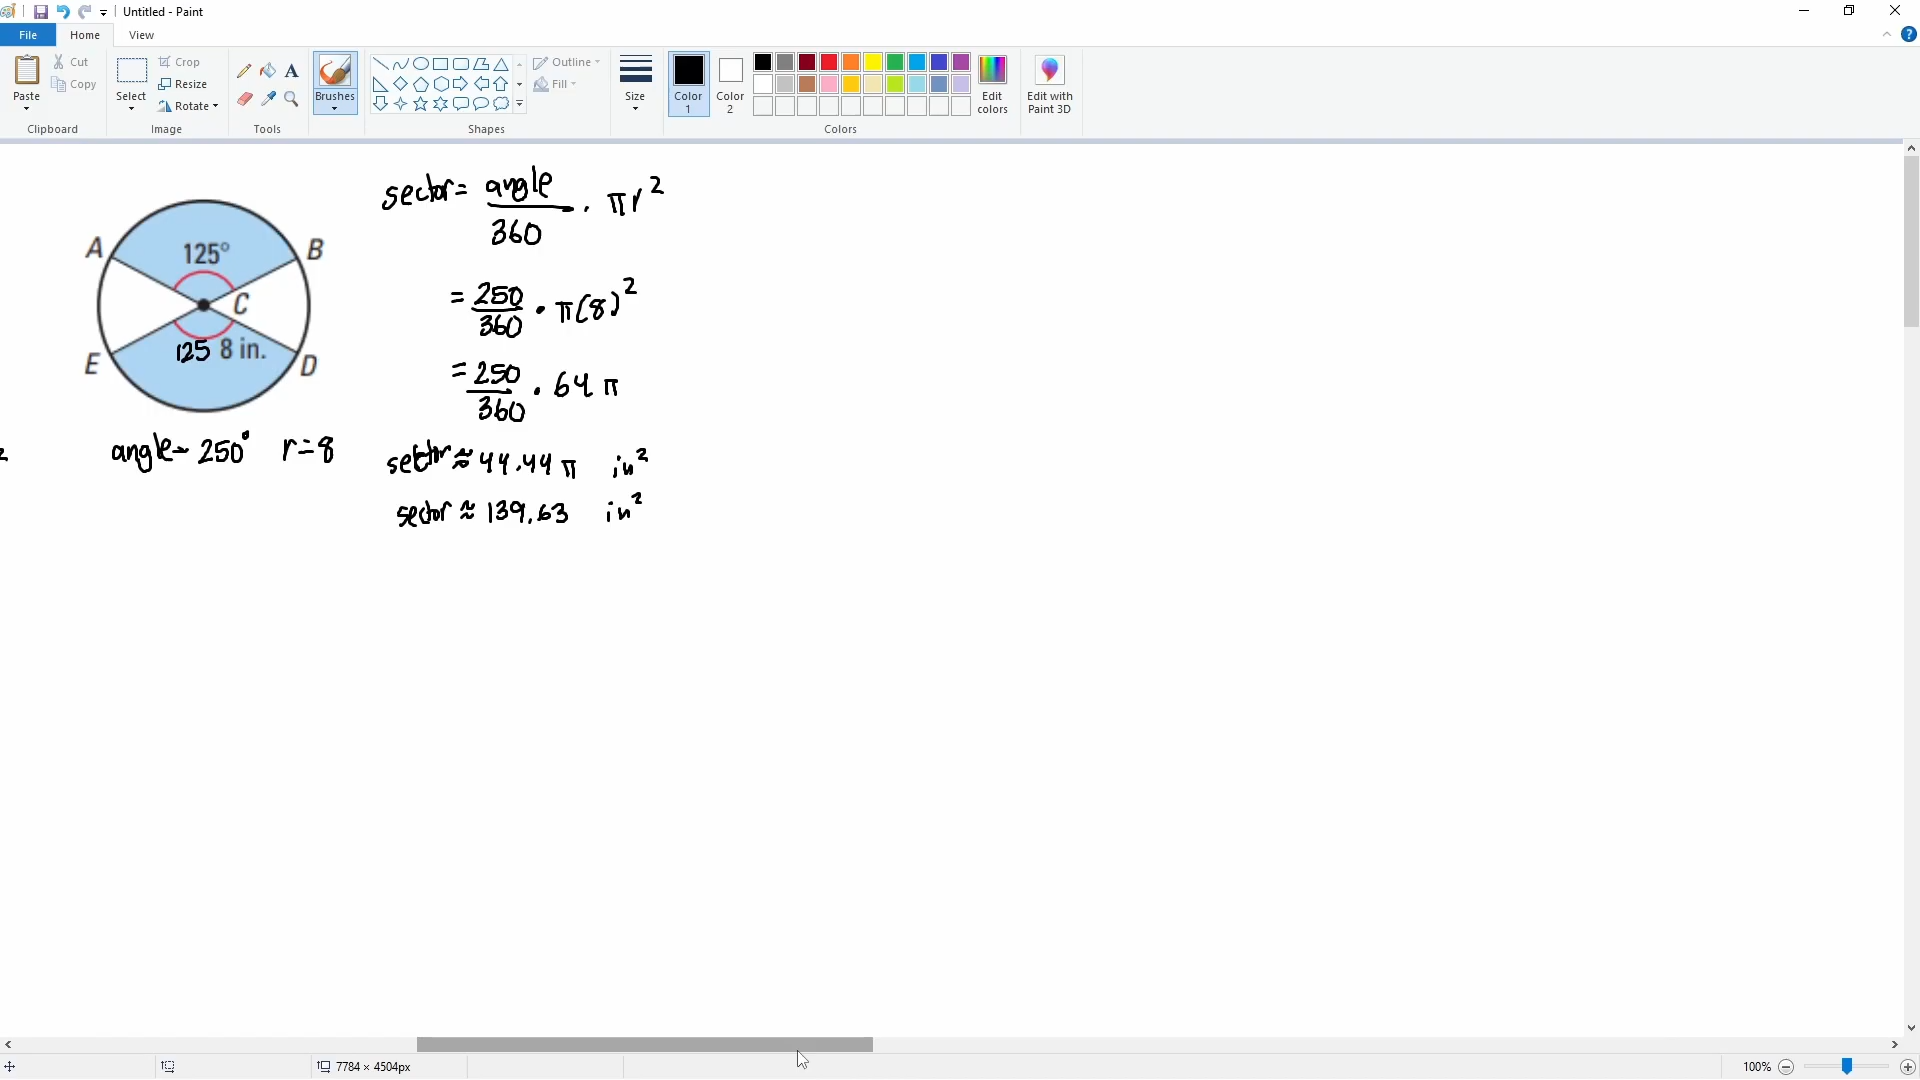 Untitled - Paint
File Home View
Paste
Cut
Copy
Clipboard
Select
Crop
Resize
Rotate
Image
A
Tools
Brushes
Shapes
Outline
Fill
Size
Color 1
Color 2
Colors
Edit colors
Edit with Paint 3D
?
A 125° B
C
E 125 8 in. D
angle = 250° r = 8
sector = angle/360 · πr²
= 250/360 · π(8)²
= 250/360 · 64π
sector ≈ 44.44π in²
sector ≈ 139.63 in²
2
7784 × 4504px
100%